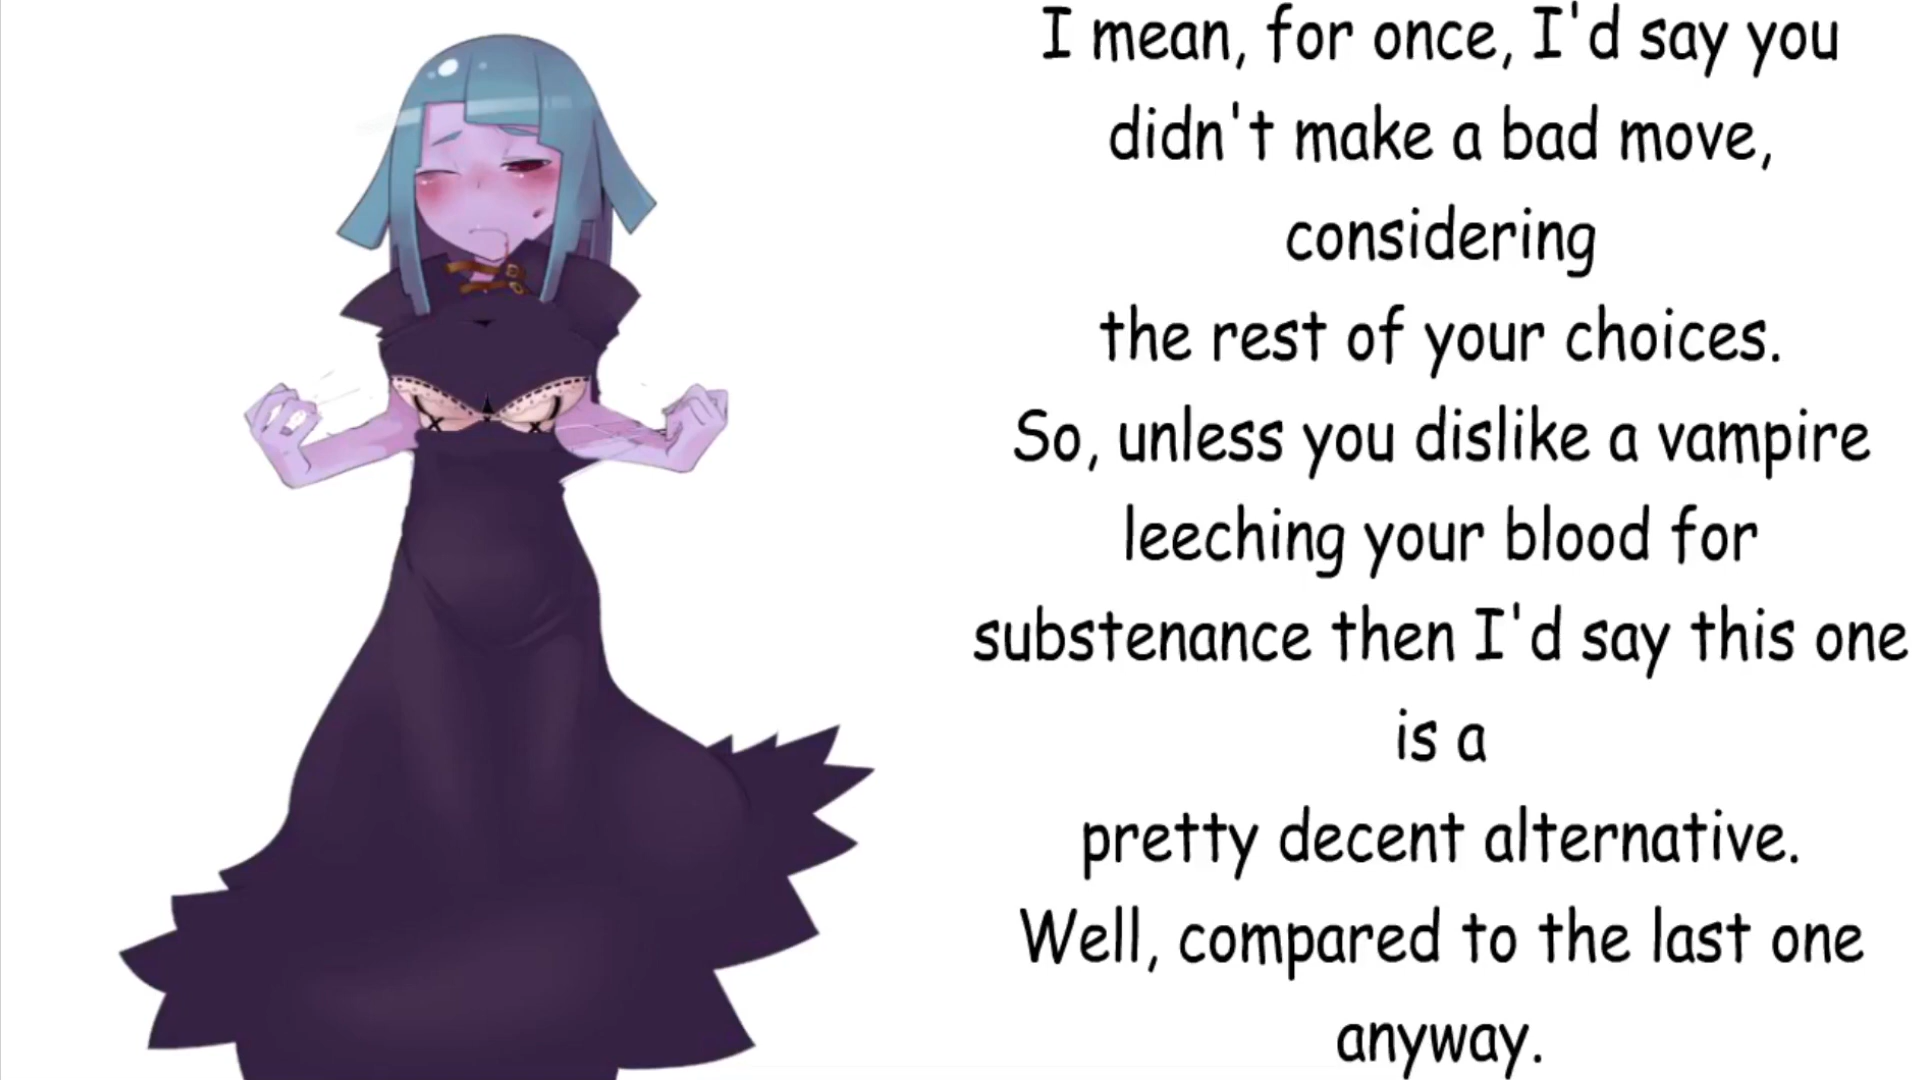 I mean, for once, I'd say you
didn't make a bad move,
considering
the rest of your choices.
So, unless you dislike a vampire
leeching your blood for
substenance then I'd say this one
is a
pretty decent alternative.
Well, compared to the last one
anyway.